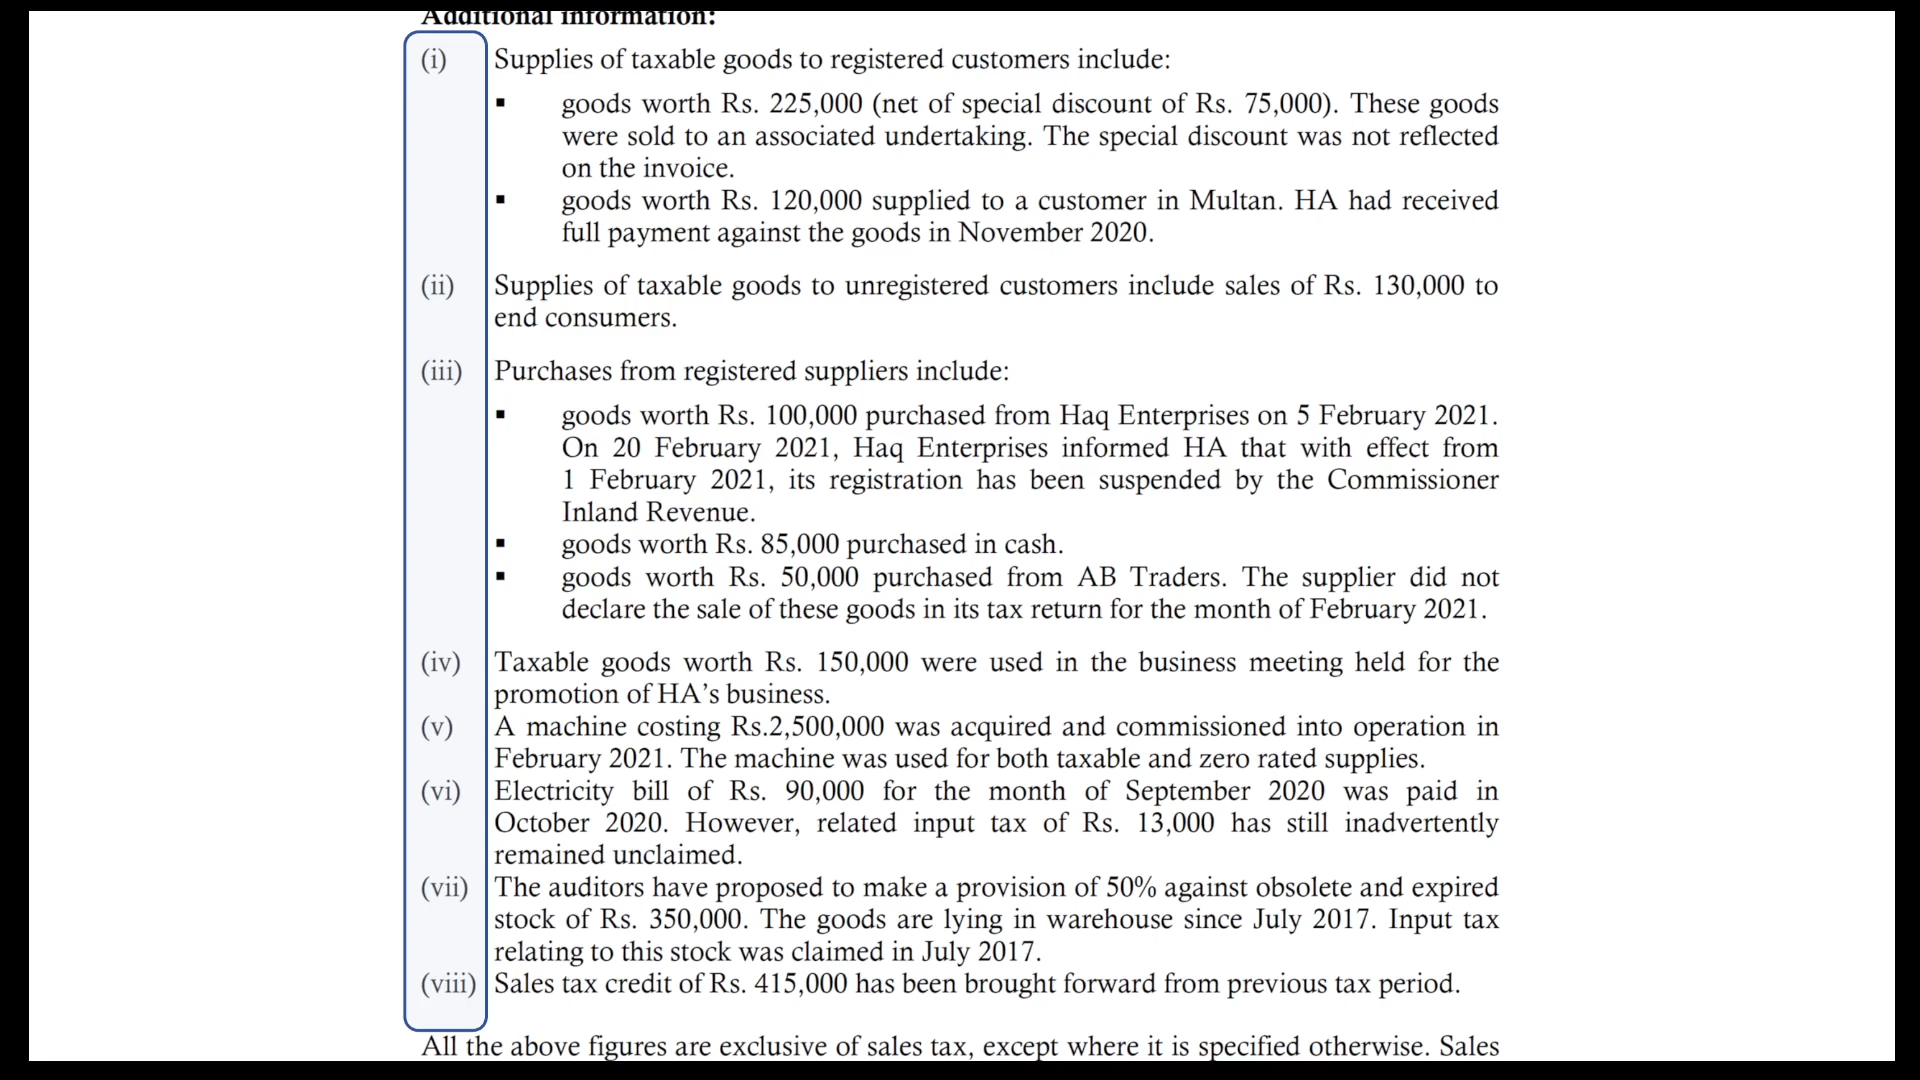 Additional information:
(i) Supplies of taxable goods to registered customers include:
▪ goods worth Rs. 225,000 (net of special discount of Rs. 75,000). These goods
were sold to an associated undertaking. The special discount was not reflected
on the invoice.
▪ goods worth Rs. 120,000 supplied to a customer in Multan. HA had received
full payment against the goods in November 2020.
(ii) Supplies of taxable goods to unregistered customers include sales of Rs. 130,000 to
end consumers.
(iii) Purchases from registered suppliers include:
▪ goods worth Rs. 100,000 purchased from Haq Enterprises on 5 February 2021.
On 20 February 2021, Haq Enterprises informed HA that with effect from
1 February 2021, its registration has been suspended by the Commissioner
Inland Revenue.
▪ goods worth Rs. 85,000 purchased in cash.
▪ goods worth Rs. 50,000 purchased from AB Traders. The supplier did not
declare the sale of these goods in its tax return for the month of February 2021.
(iv) Taxable goods worth Rs. 150,000 were used in the business meeting held for the
promotion of HA's business.
(v) A machine costing Rs.2,500,000 was acquired and commissioned into operation in
February 2021. The machine was used for both taxable and zero rated supplies.
(vi) Electricity bill of Rs. 90,000 for the month of September 2020 was paid in
October 2020. However, related input tax of Rs. 13,000 has still inadvertently
remained unclaimed.
(vii) The auditors have proposed to make a provision of 50% against obsolete and expired
stock of Rs. 350,000. The goods are lying in warehouse since July 2017. Input tax
relating to this stock was claimed in July 2017.
(viii) Sales tax credit of Rs. 415,000 has been brought forward from previous tax period.
All the above figures are exclusive of sales tax, except where it is specified otherwise. Sales